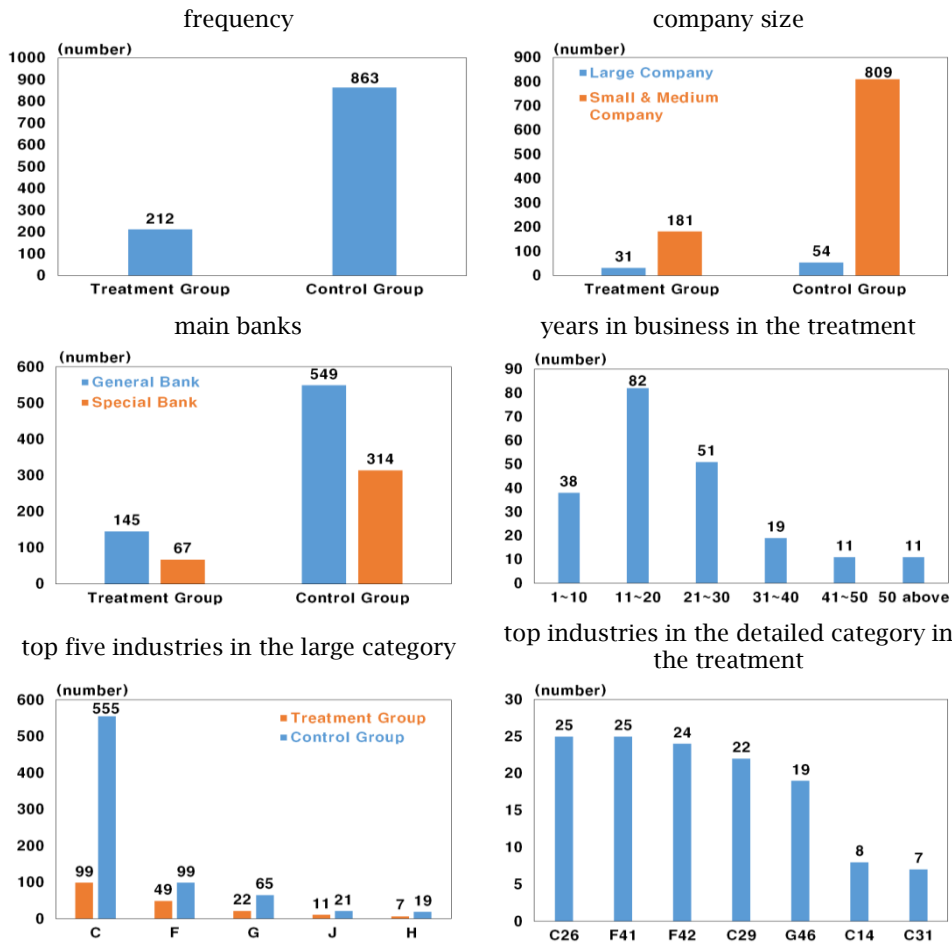 frequency
(number)
1000
900
800
700
600
500
400
300
200
100
0
212
863
Treatment Group
Control Group
company size
(number)
900
800
700
600
500
400
300
200
100
0
Large Company
Small & Medium
Company
31
181
54
809
Treatment Group
Control Group
main banks
(number)
600
500
400
300
200
100
0
General Bank
Special Bank
145
67
549
314
Treatment Group
Control Group
years in business in the treatment
(number)
90
80
70
60
50
40
30
20
10
0
38
82
51
19
11
11
1~10
11~20
21~30
31~40
41~50
50 above
top five industries in the large category
(number)
600
500
400
300
200
100
0
Treatment Group
Control Group
99
555
49
99
22
65
11
21
7
19
C
F
G
J
H
top industries in the detailed category in
the treatment
(number)
30
25
20
15
10
5
0
25
25
24
22
19
8
7
C26
F41
F42
C29
G46
C14
C31